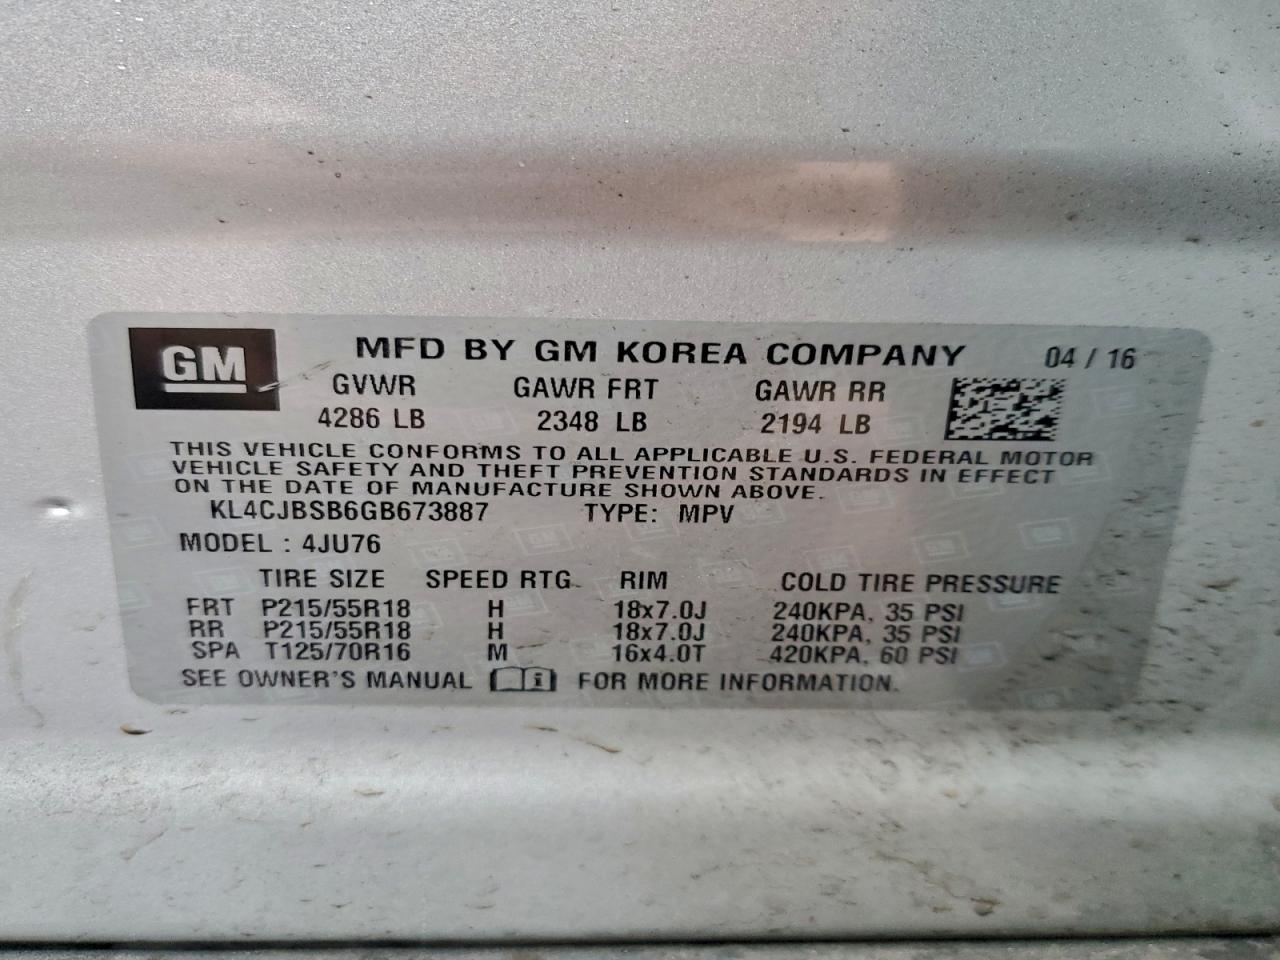 GM
MFD BY GM KOREA COMPANY 04 / 16
GVWR GAWR FRT GAWR RR
4286 LB 2348 LB 2194 LB
THIS VEHICLE CONFORMS TO ALL APPLICABLE U.S. FEDERAL MOTOR
VEHICLE SAFETY AND THEFT PREVENTION STANDARDS IN EFFECT
ON THE DATE OF MANUFACTURE SHOWN ABOVE.
KL4CJBSB6GB673887 TYPE: MPV
MODEL : 4JU76
TIRE SIZE SPEED RTG RIM COLD TIRE PRESSURE
FRT P215/55R18 H 18x7.0J 240KPA, 35 PSI
RR P215/55R18 H 18x7.0J 240KPA, 35 PSI
SPA T125/70R16 M 16x4.0T 420KPA, 60 PSI
SEE OWNER'S MANUAL i FOR MORE INFORMATION.